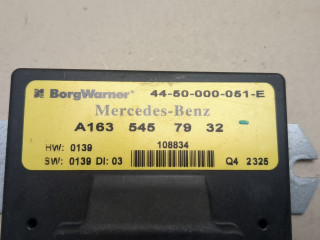 BorgWarner 44-50-000-051-E
Mercedes-Benz
A163 545 79 32
HW: 0139 108834
SW: 0139 DI: 03 Q4 2325